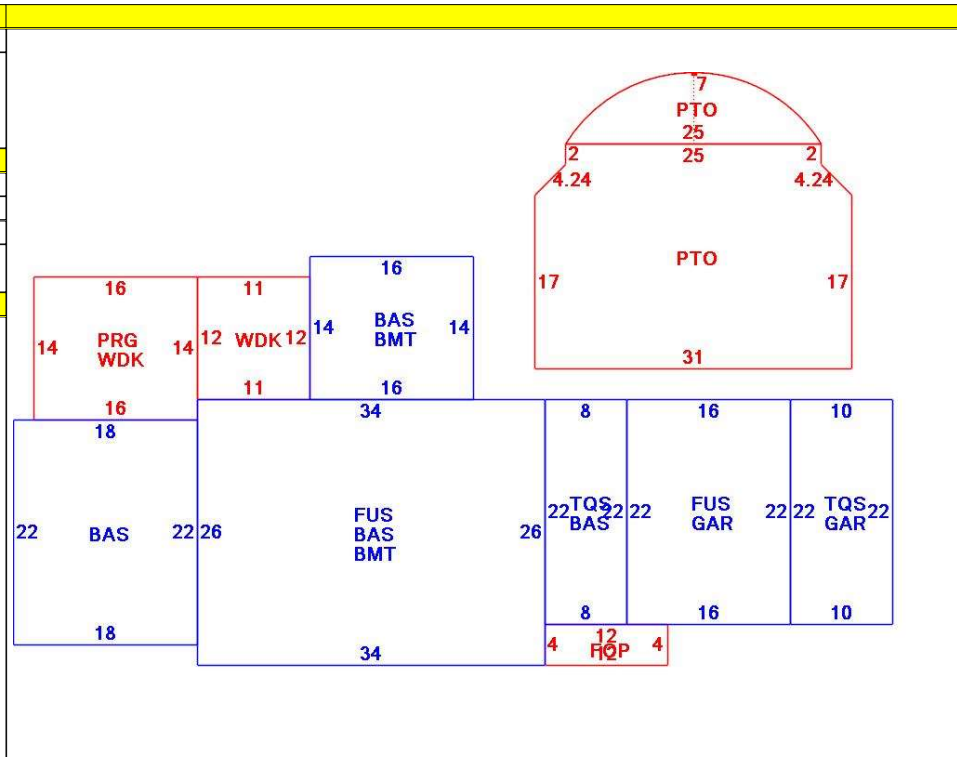 7
PTO
25
2 25 2
4.24 4.24
PTO
17 17
31
16
14 PRG 14
WDK
16
11
12 WDK 12
11
16
14 BAS 14
BMT
16
18
22 BAS 22
18
34
26 FUS 26
BAS
BMT
34
8
22 TQS 22
BAS
8
16
22 FUS 22
GAR
16
10
22 TQS 22
GAR
10
12
4 FOP 4
12